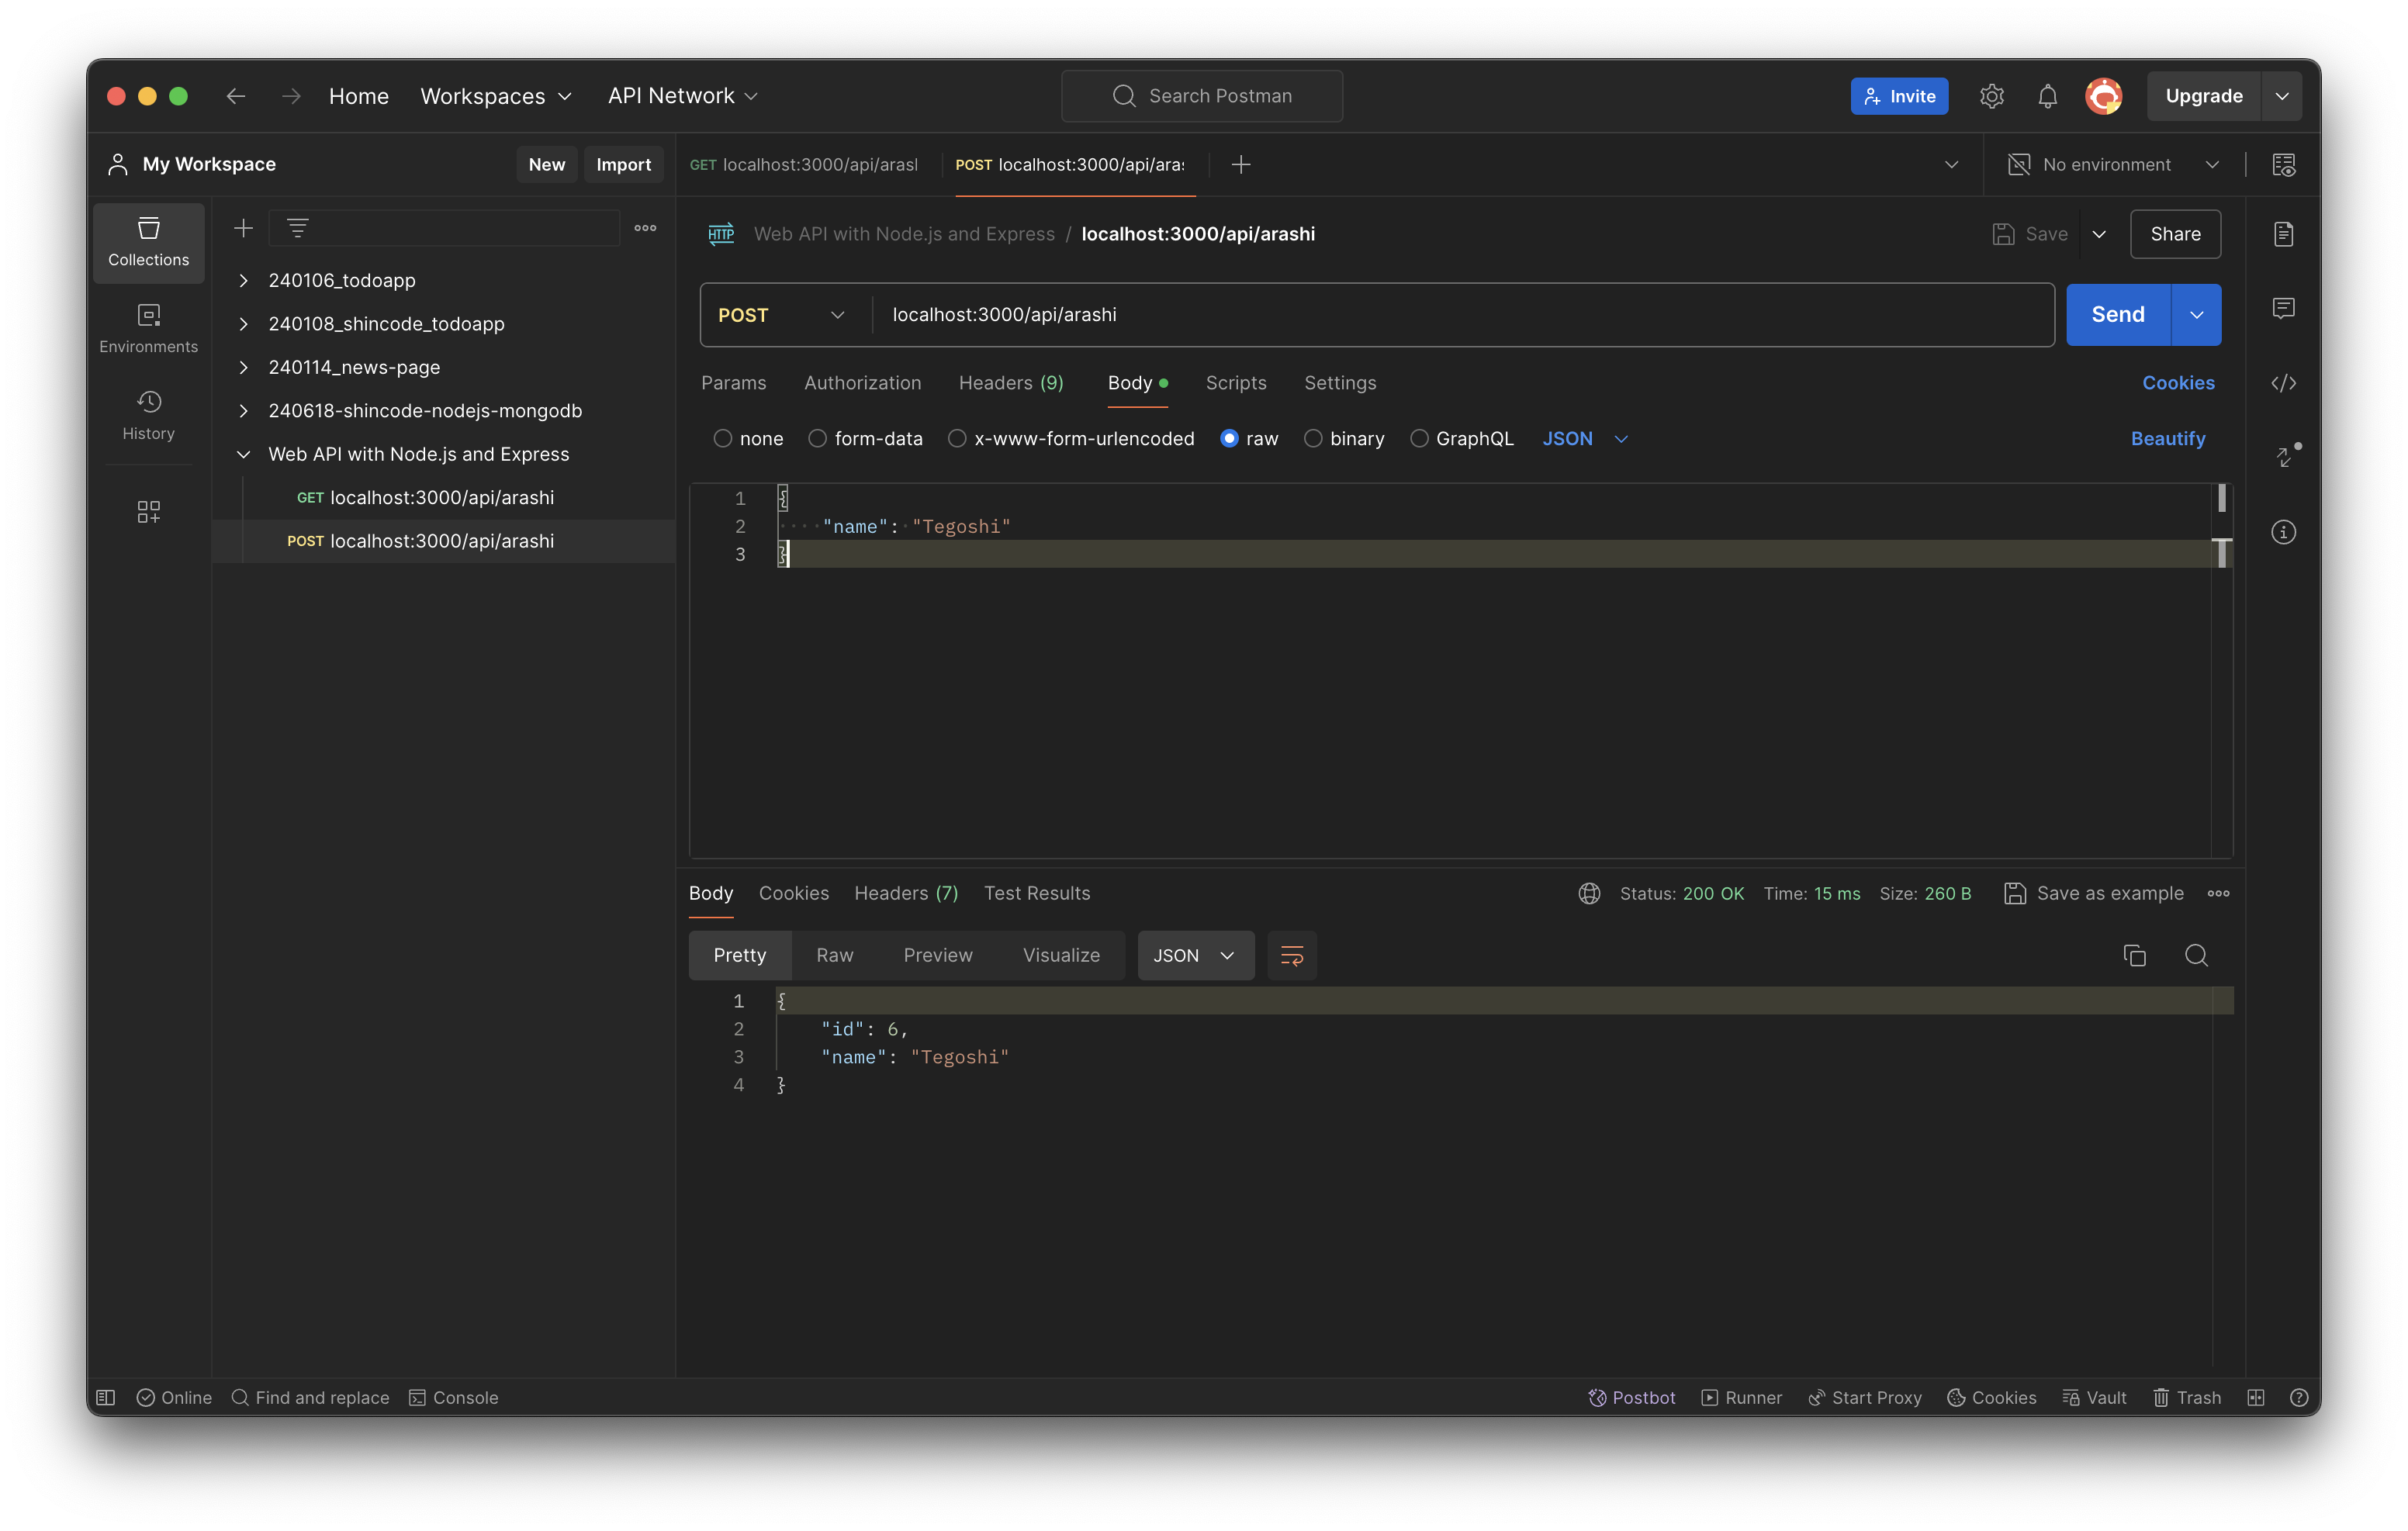 Home Workspaces API Network Search Postman Invite Upgrade
My Workspace New Import GET localhost:3000/api/arasl POST localhost:3000/api/aras No environment
Collections
Environments
History
240106_todoapp
240108_shincode_todoapp
240114_news-page
240618-shincode-nodejs-mongodb
Web API with Node.js and Express
GET localhost:3000/api/arashi
POST localhost:3000/api/arashi
HTTP Web API with Node.js and Express / localhost:3000/api/arashi Save Share
POST localhost:3000/api/arashi Send
Params Authorization Headers (9) Body Scripts Settings Cookies
none form-data x-www-form-urlencoded raw binary GraphQL JSON Beautify
1 {
2 ····"name":·"Tegoshi"
3 }
Body Cookies Headers (7) Test Results Status: 200 OK Time: 15 ms Size: 260 B Save as example
Pretty Raw Preview Visualize JSON
1 {
2 "id": 6,
3 "name": "Tegoshi"
4 }
Online Find and replace Console Postbot Runner Start Proxy Cookies Vault Trash